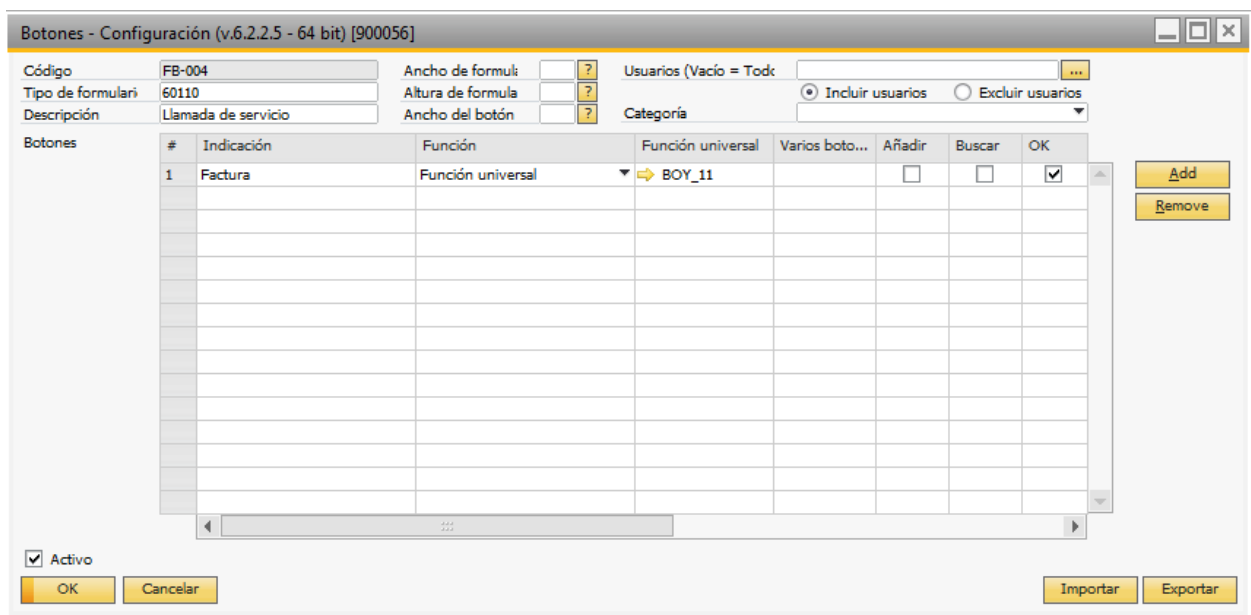 Botones - Configuración (v.6.2.2.5 - 64 bit) [900056]
Código FB-004 Ancho de formula ? Usuarios (Vacío = Todo ...
Tipo de formulari 60110 Altura de formula ? Incluir usuarios Excluir usuarios
Descripción Llamada de servicio Ancho del botón ? Categoría
Botones # Indicación Función Función universal Varios boto... Añadir Buscar OK
1 Factura Función universal BOY_11 Add
Remove
Activo
OK Cancelar Importar Exportar